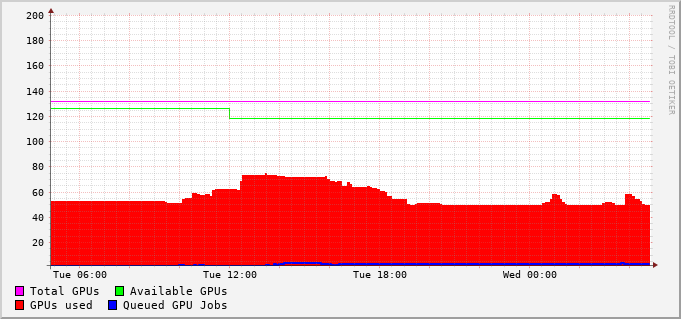 200
180
160
140
120
100
80
60
40
20
Tue 06:00 Tue 12:00 Tue 18:00 Wed 00:00
Total GPUs Available GPUs
GPUs used Queued GPU Jobs
RRDTOOL / TOBI OETIKER